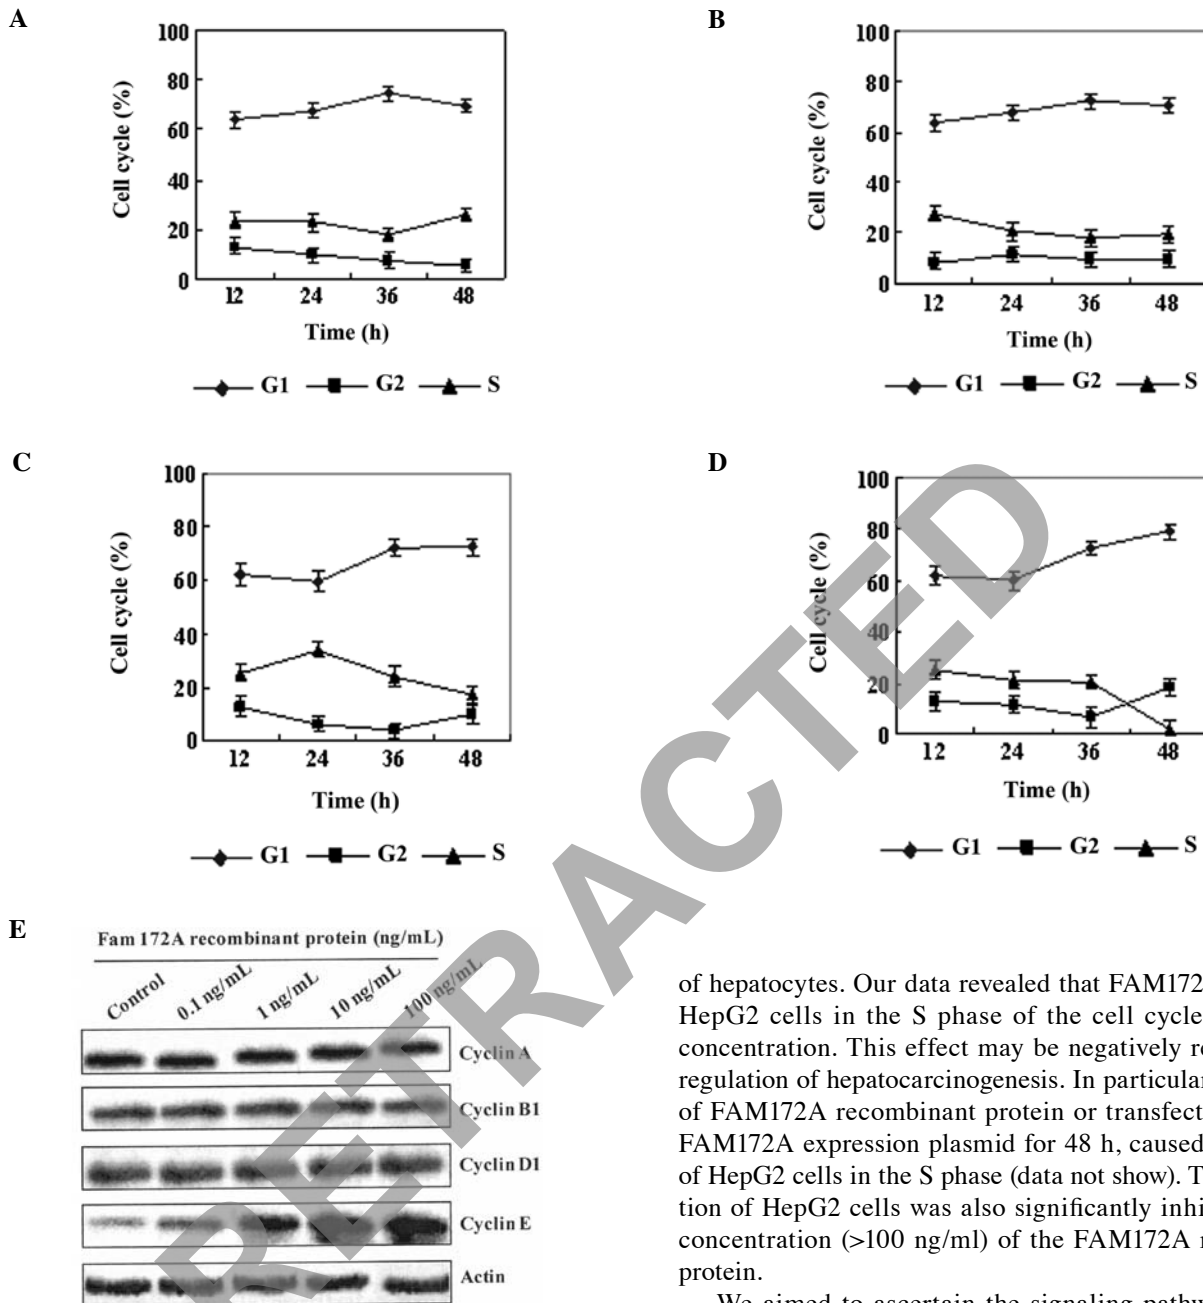 A
100
80
60
40
20
0
Cell cycle (%)
12 24 36 48
Time (h)
G1 G2 S
B
100
80
60
40
20
0
Cell cycle (%)
12 24 36 48
Time (h)
G1 G2 S
C
100
80
60
40
20
0
Cell cycle (%)
12 24 36 48
Time (h)
G1 G2 S
D
100
80
60
40
20
0
Cell cycle (%)
12 24 36 48
Time (h)
G1 G2 S
E
Fam 172A recombinant protein (ng/mL)
Control 0.1 ng/mL 1 ng/mL 10 ng/mL 100 ng/mL
Cyclin A
Cyclin B1
Cyclin D1
Cyclin E
Actin
of hepatocytes. Our data revealed that FAM172
HepG2 cells in the S phase of the cell cycle
concentration. This effect may be negatively re
regulation of hepatocarcinogenesis. In particular
of FAM172A recombinant protein or transfect
FAM172A expression plasmid for 48 h, caused
of HepG2 cells in the S phase (data not show). T
tion of HepG2 cells was also significantly inhi
concentration (>100 ng/ml) of the FAM172A r
protein.
We aimed to ascertain the signaling pathw
RETRACTED